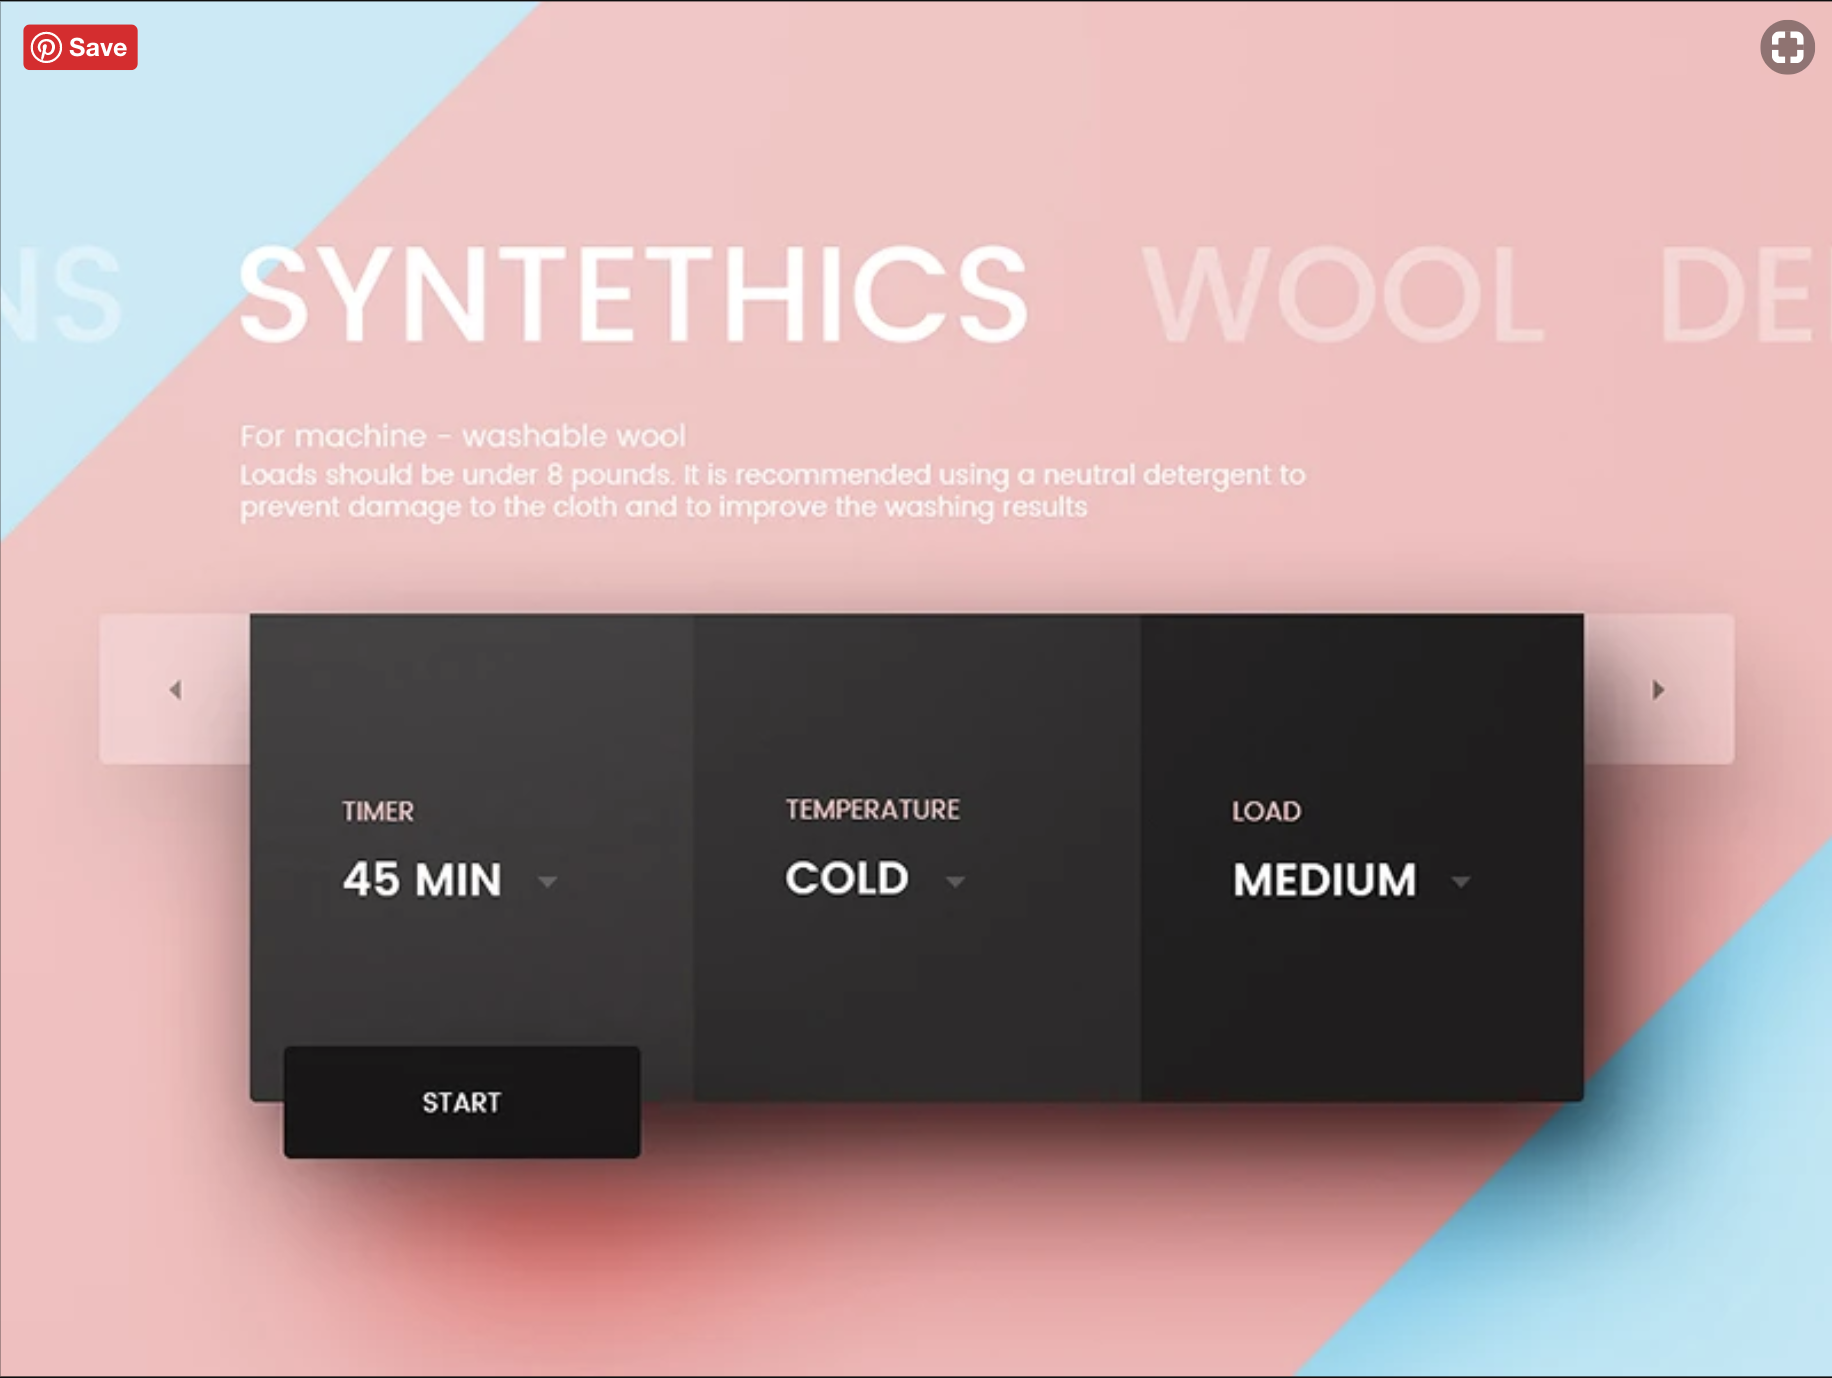 Save
NS SYNTETHICS WOOL DE
For machine - washable wool
Loads should be under 8 pounds. It is recommended using a neutral detergent to
prevent damage to the cloth and to improve the washing results
TIMER TEMPERATURE LOAD
45 MIN COLD MEDIUM
START